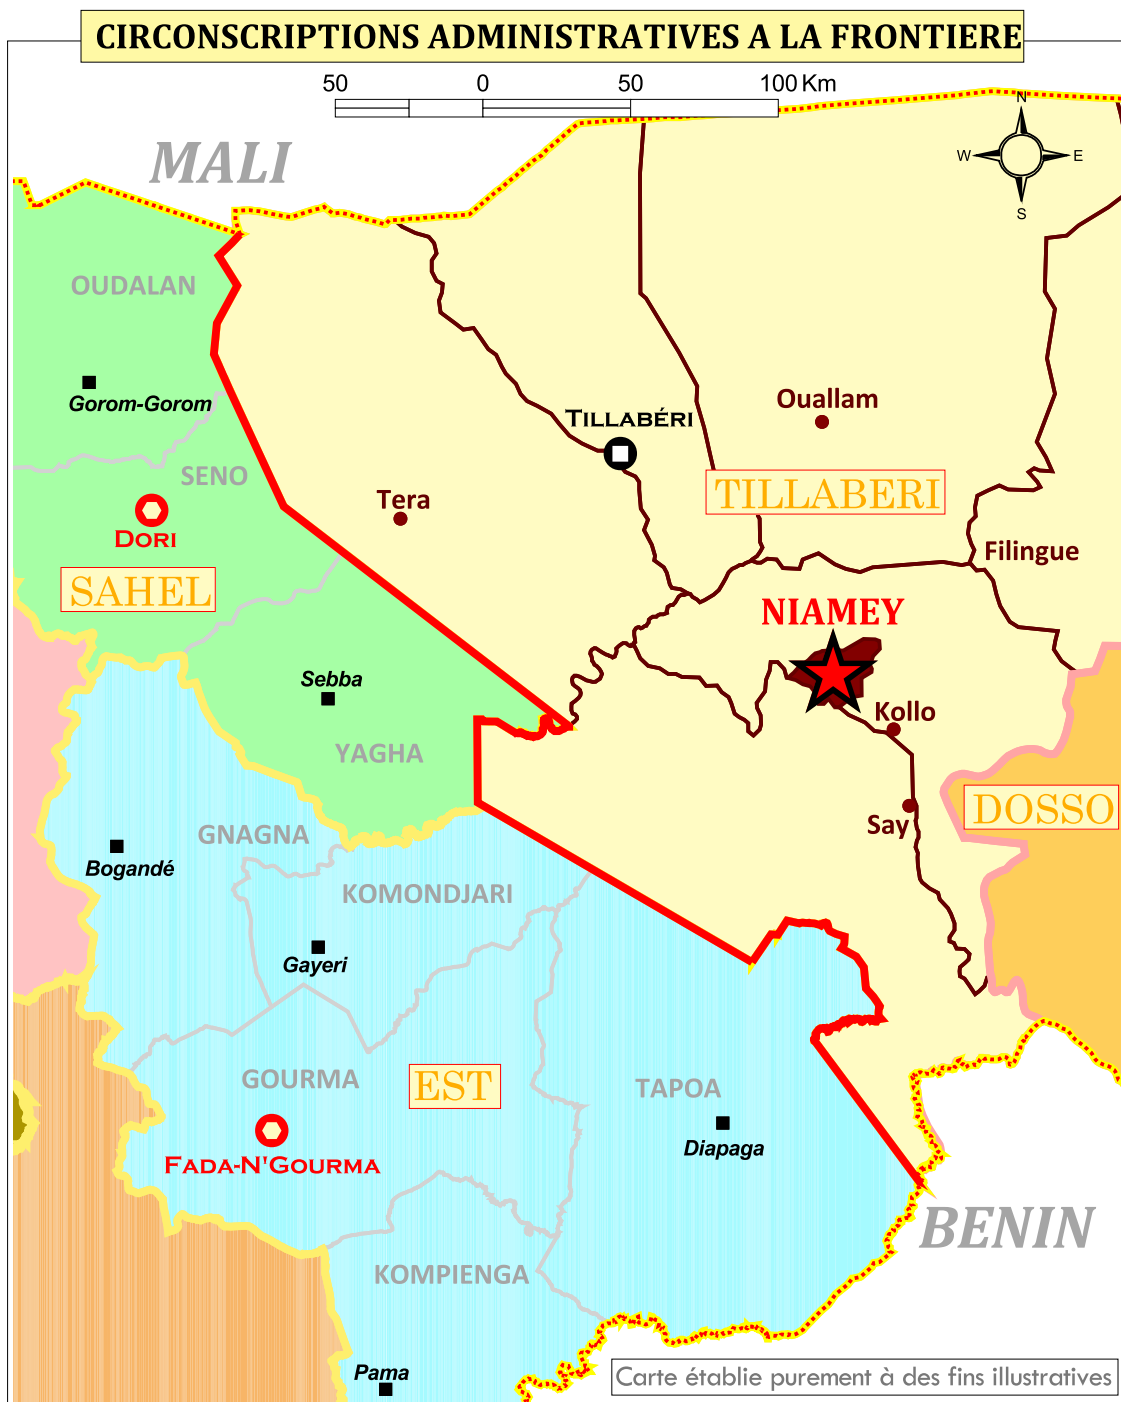 CIRCONSCRIPTIONS ADMINISTRATIVES A LA FRONTIERE
50 0 50 100 Km
N
W E
S
MALI
OUDALAN
Gorom-Gorom
Ouallam
TILLABÉRI
SENO
TILLABERI
Tera
DORI
Filingue
SAHEL
NIAMEY
Sebba
Kollo
YAGHA
DOSSO
Say
GNAGNA
Bogandé
KOMONDJARI
Gayeri
GOURMA
EST
TAPOA
Diapaga
FADA-N'GOURMA
BENIN
KOMPIENGA
Pama
Carte établie purement à des fins illustratives